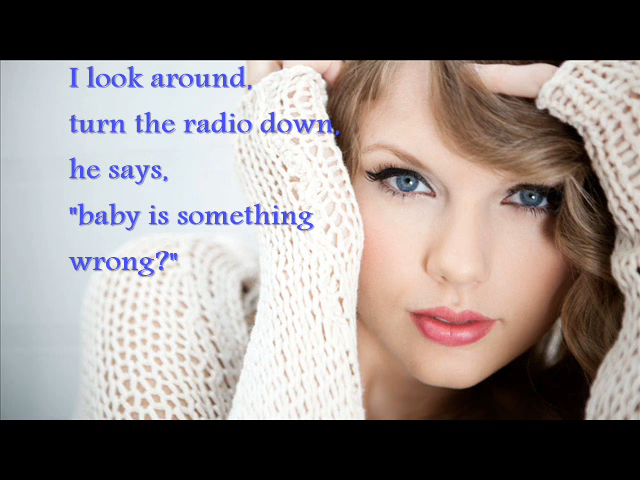 I look around,
turn the radio down,
he says,
"baby is something
wrong?"